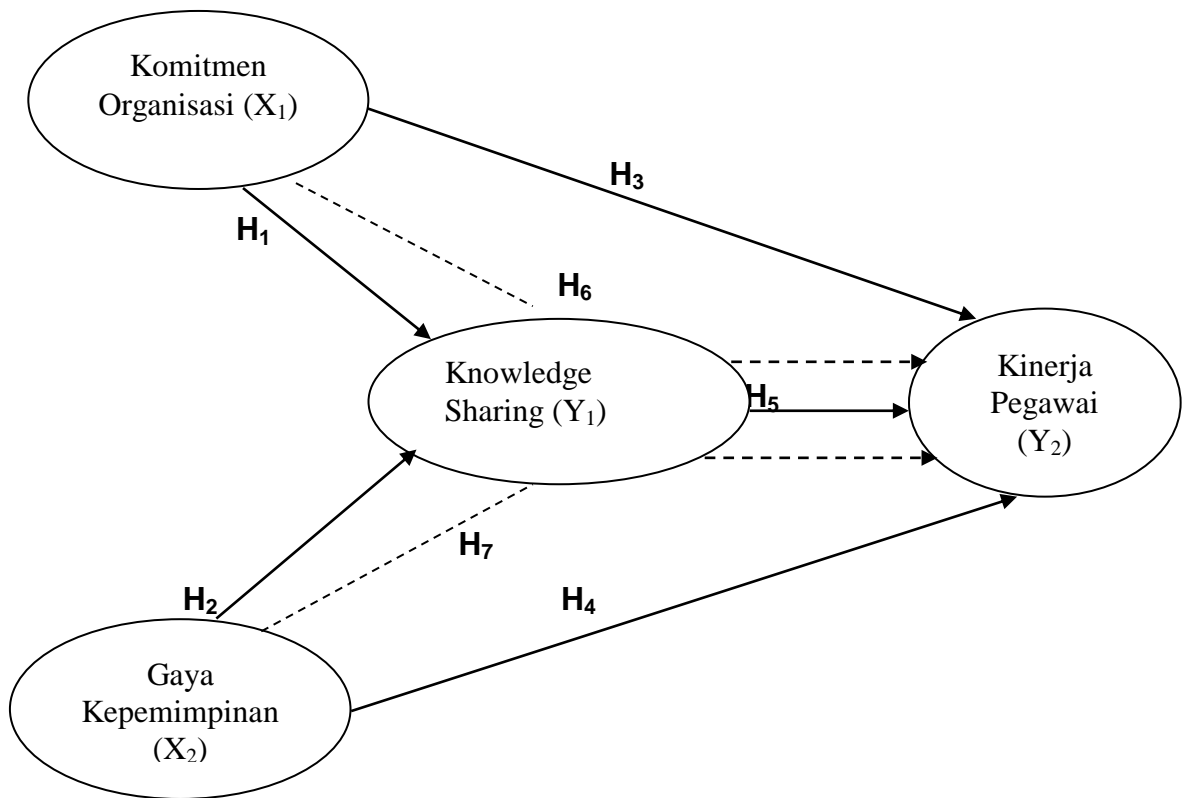 Komitmen
Organisasi (X₁)
H₃
H₁
H₆
Knowledge
Sharing (Y₁)
H₅
Kinerja
Pegawai
(Y₂)
H₇
H₂
H₄
Gaya
Kepemimpinan
(X₂)